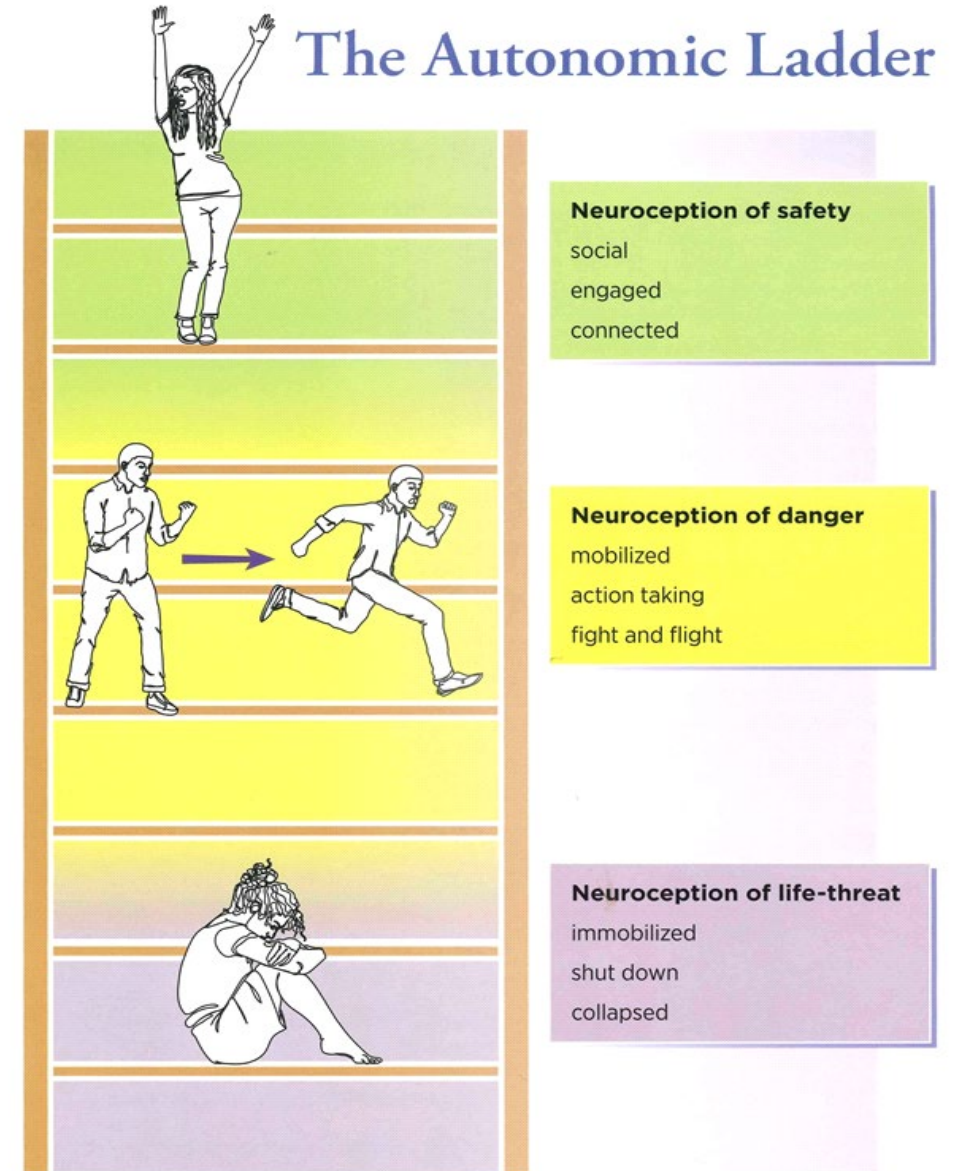 The Autonomic Ladder
Neuroception of safety
social
engaged
connected
Neuroception of danger
mobilized
action taking
fight and flight
Neuroception of life-threat
immobilized
shut down
collapsed